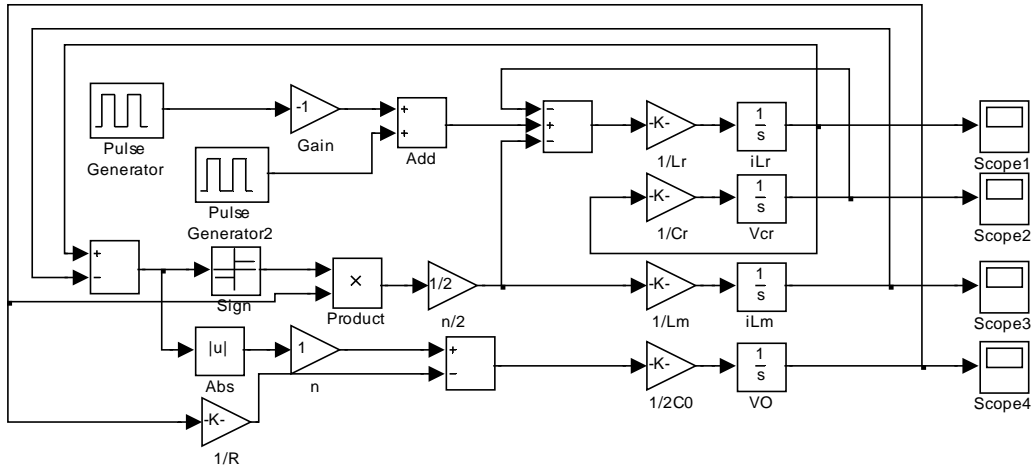 -1
Pulse
Generator
Gain
+
+
Add
−
+
−
-K-
1/Lr
1
s
iLr
Scope1
Pulse
Generator2
-K-
1/Cr
1
s
Vcr
Scope2
+
−
Sign
×
Product
1/2
n/2
-K-
1/Lm
1
s
iLm
Scope3
|u|
Abs
1
n
+
−
-K-
1/2C0
1
s
VO
Scope4
-K-
1/R